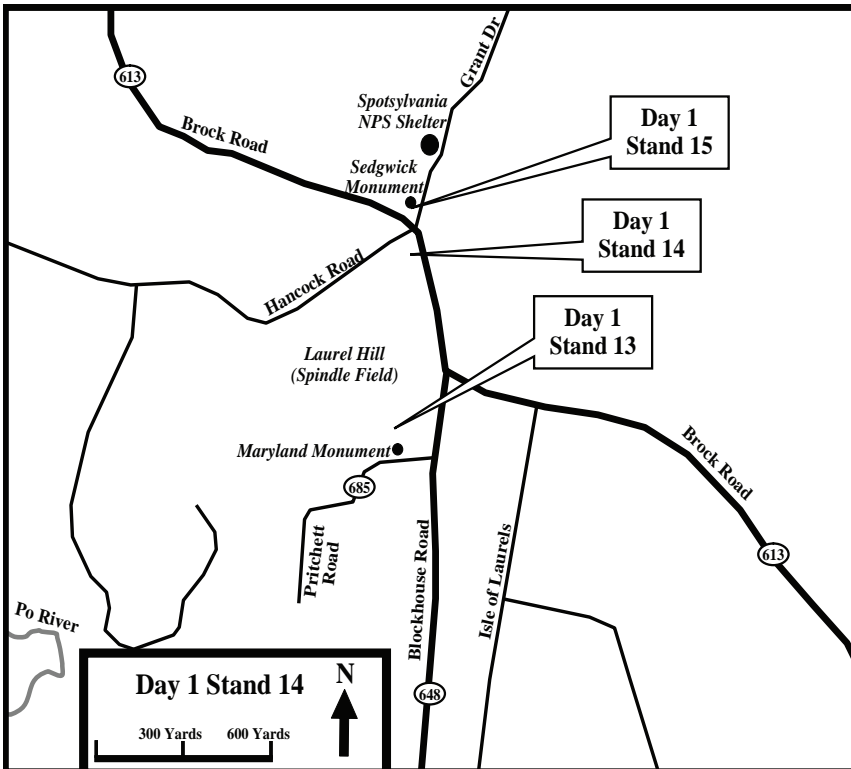 Grant Dr
613
Spotsylvania
NPS Shelter
Day 1
Stand 15
Brock Road
Sedgwick
Monument
Day 1
Stand 14
Hancock Road
Day 1
Stand 13
Laurel Hill
(Spindle Field)
Maryland Monument
Brock Road
685
Pritchett
Road
Blockhouse Road
Isle of Laurels
613
Po River
Day 1 Stand 14
N
648
300 Yards
600 Yards